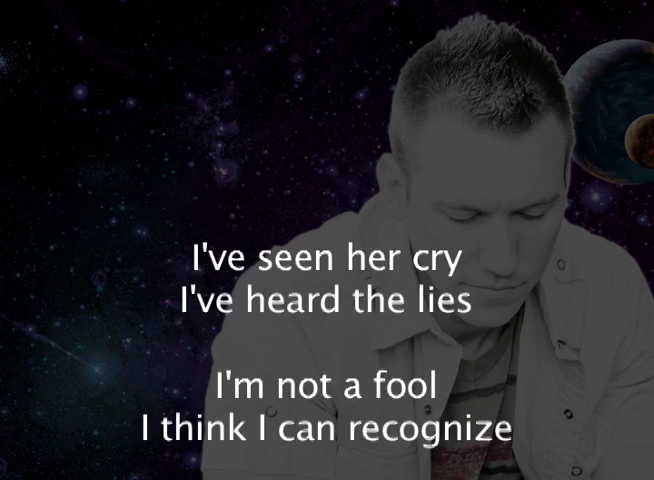 I've seen her cry
I've heard the lies
I'm not a fool
I think I can recognize